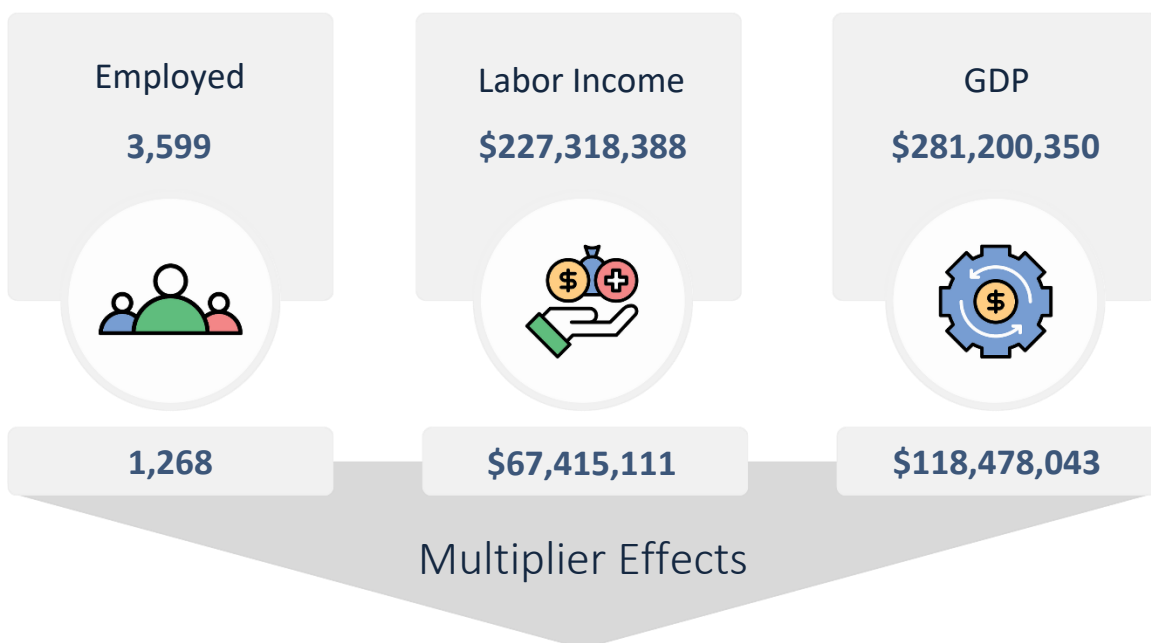 Employed
3,599
Labor Income
$227,318,388
GDP
$281,200,350
$
$
1,268
$67,415,111
$118,478,043
Multiplier Effects